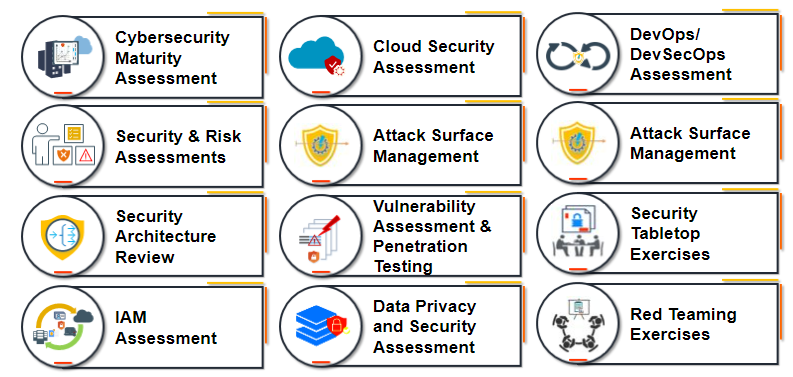 Cybersecurity
Maturity
Assessment
Cloud Security
Assessment
DevOps/
DevSecOps
Assessment
Security & Risk
Assessments
Attack Surface
Management
Attack Surface
Management
Security
Architecture
Review
Vulnerability
Assessment &
Penetration
Testing
Security
Tabletop
Exercises
IAM
Assessment
Data Privacy
and Security
Assessment
Red Teaming
Exercises